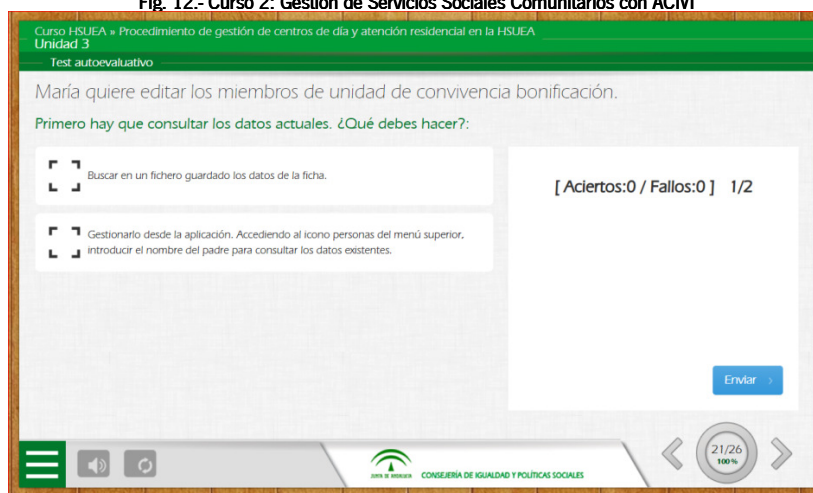 Fig. 12.- Curso 2: Gestión de Servicios Sociales Comunitarios con ACIVI
Curso HSUEA » Procedimiento de gestión de centros de día y atención residencial en la HSUEA
Unidad 3
Test autoevaluativo
María quiere editar los miembros de unidad de convivencia bonificación.
Primero hay que consultar los datos actuales. ¿Qué debes hacer?:
Buscar en un fichero guardado los datos de la ficha.
[ Aciertos:0 / Fallos:0 ] 1/2
Gestionarlo desde la aplicación. Accediendo al icono personas del menú superior,
introducir el nombre del padre para consultar los datos existentes.
Enviar
21/26
100%
JUNTA DE ANDALUCIA
CONSEJERÍA DE IGUALDAD Y POLÍTICAS SOCIALES